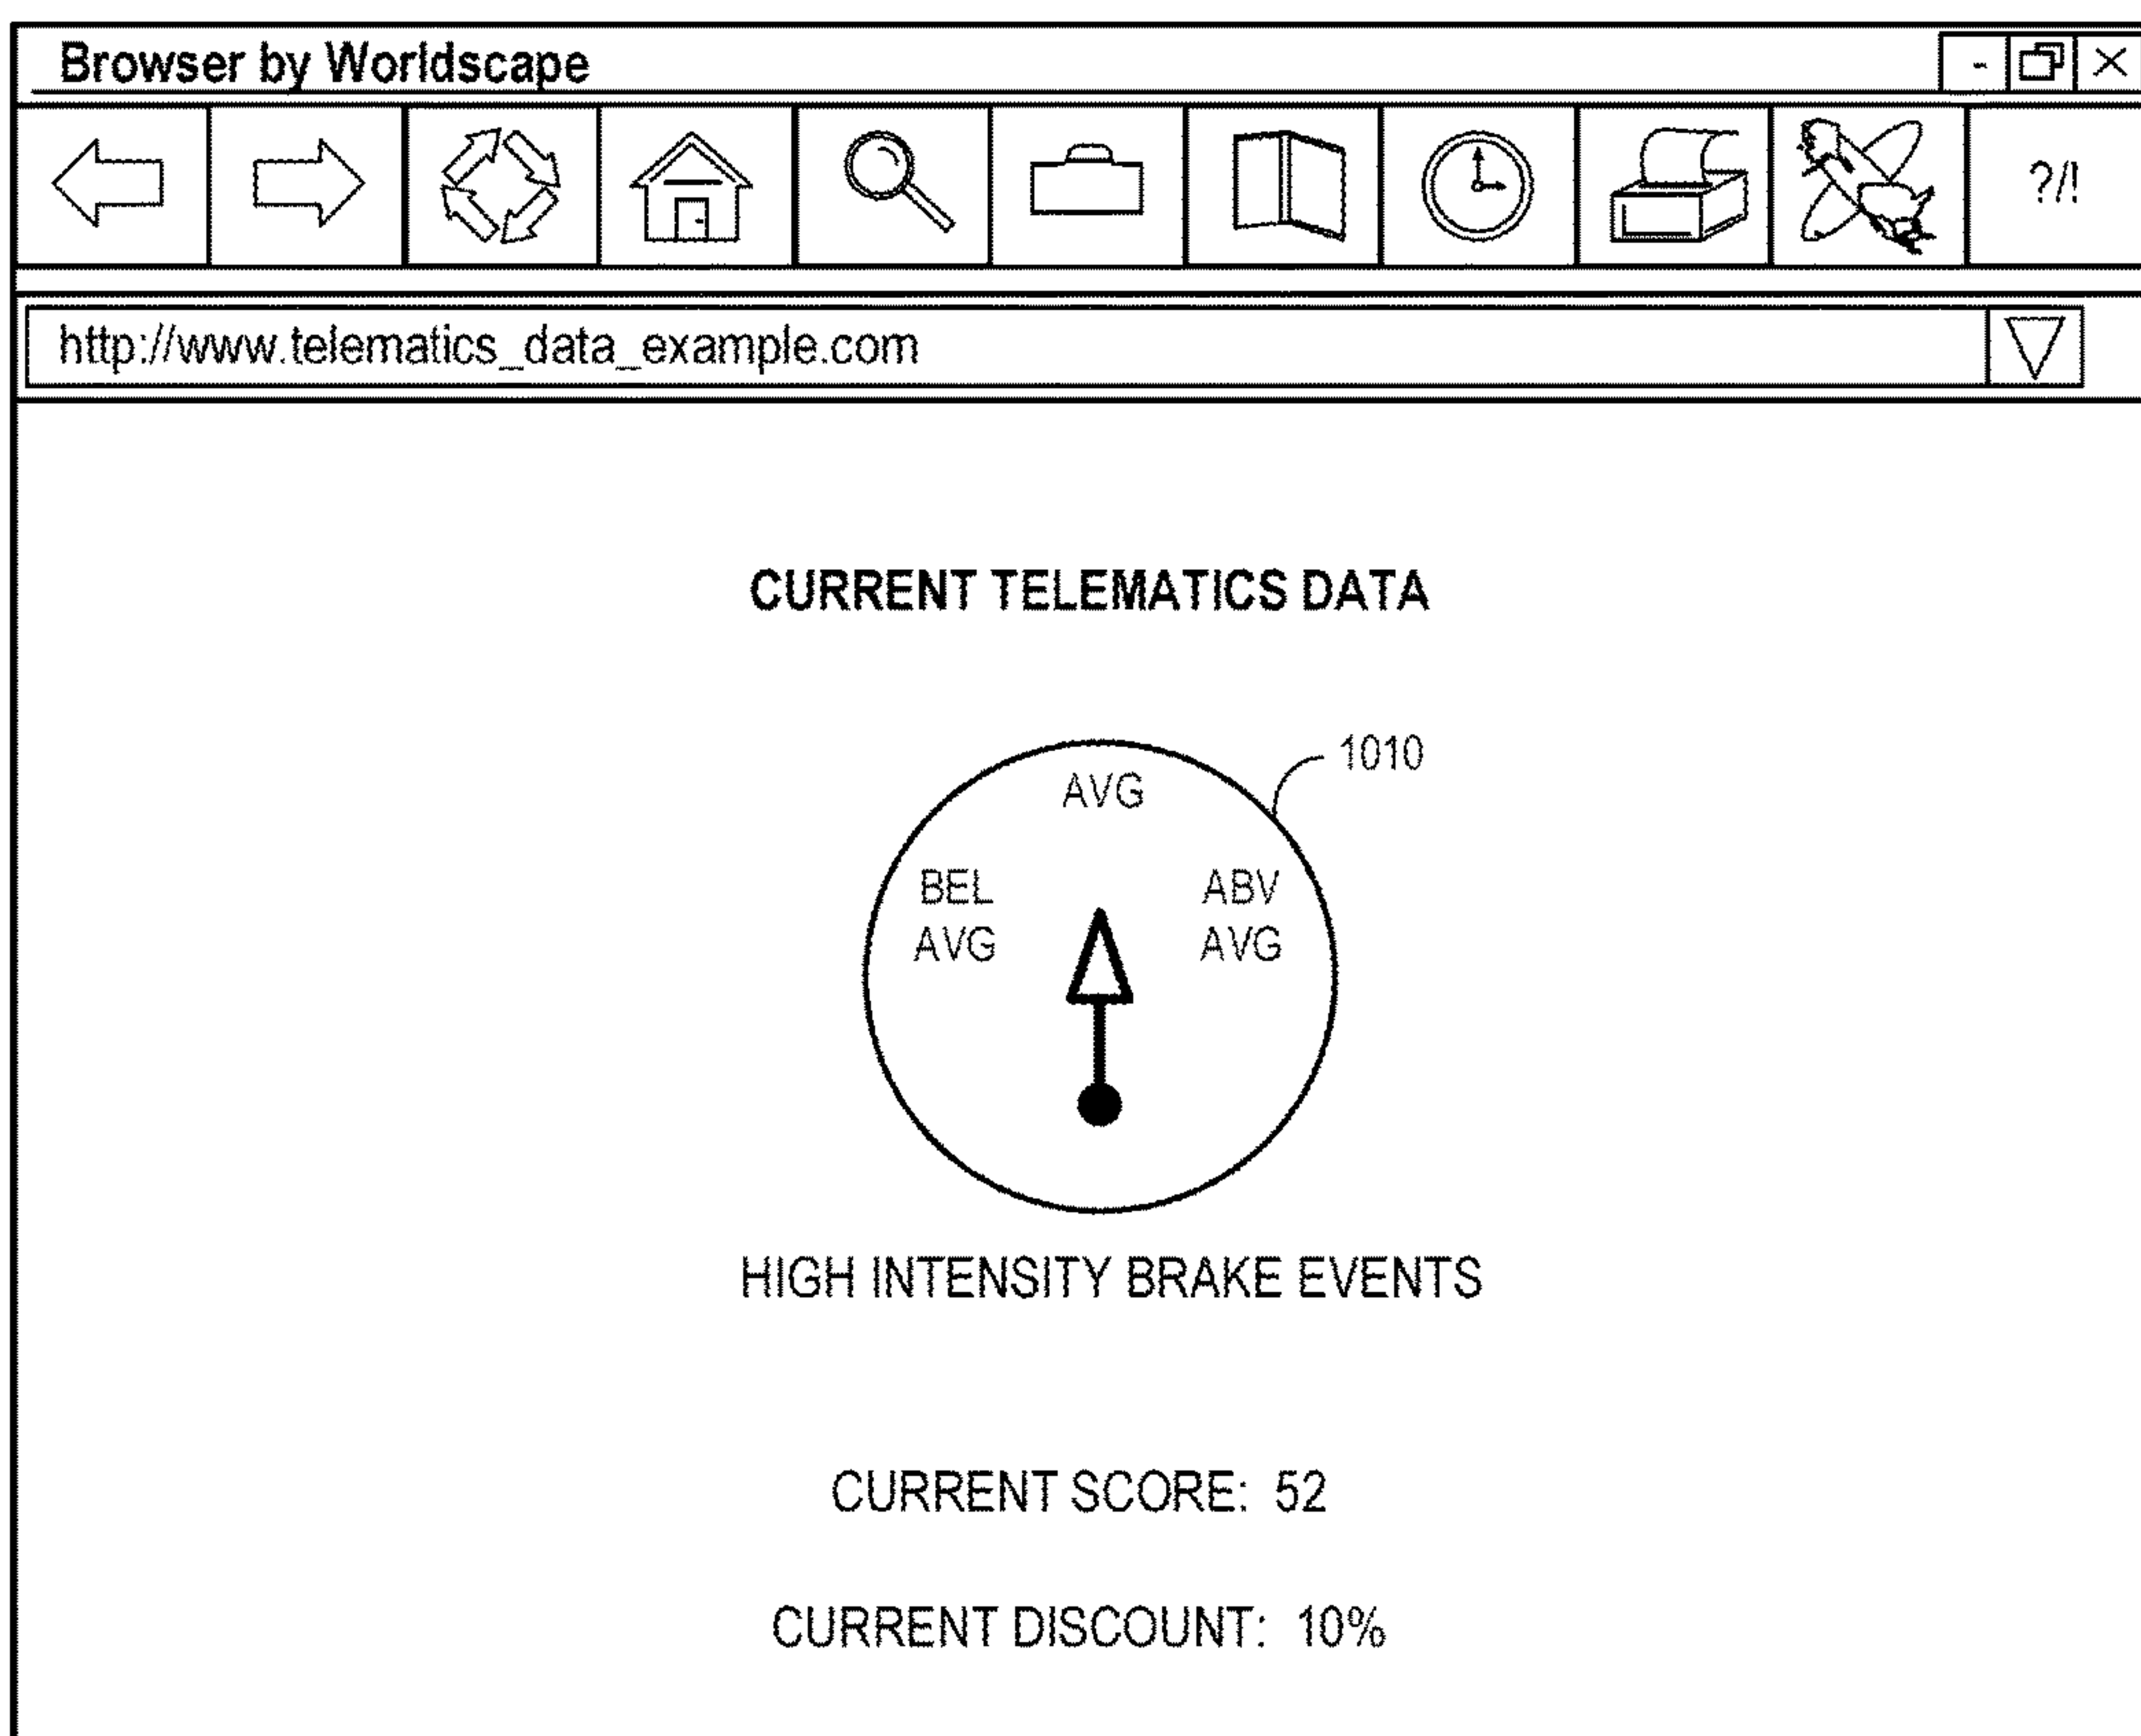 Browser by Worldscape
?/!
http://www.telematics_data_example.com
CURRENT TELEMATICS DATA
1010
AVG
BEL
AVG
ABV
AVG
HIGH INTENSITY BRAKE EVENTS
CURRENT SCORE: 52
CURRENT DISCOUNT: 10%